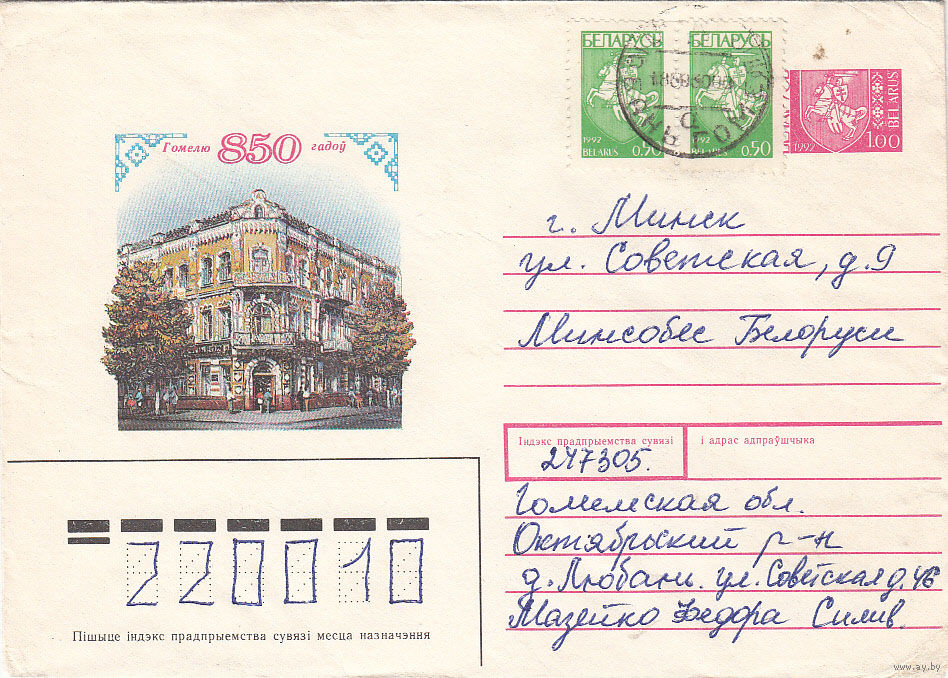 БЕЛАРУСЬ БЕЛАРУСЬ
1992 1992
BELARUS 0.50 BELARUS 0.50
BELARUS
1992 1.00
Гомелю 850 гадоў
г. Минск
ул. Советская, д. 9
Минсобес Белоруси
Індэкс прадпрыемства сувязі і адрас адпраўшчыка
247305.
Гомелская обл.
Октябрьский р-н
д. Любань. ул. Советская д. 46
Мазейко Федора Силив.
220010
Пішыце індэкс прадпрыемства сувязі месца назначэння
www.ay.by